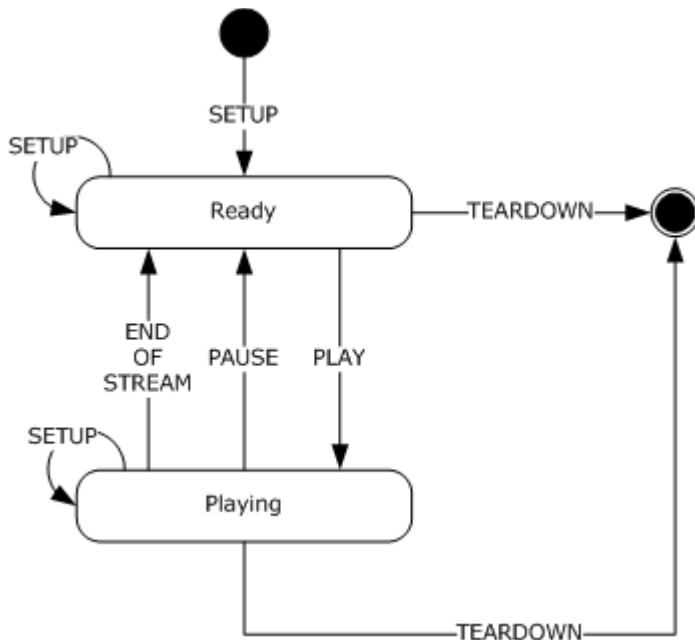 SETUP
SETUP
Ready
TEARDOWN
END
OF
STREAM
PAUSE
PLAY
SETUP
Playing
TEARDOWN